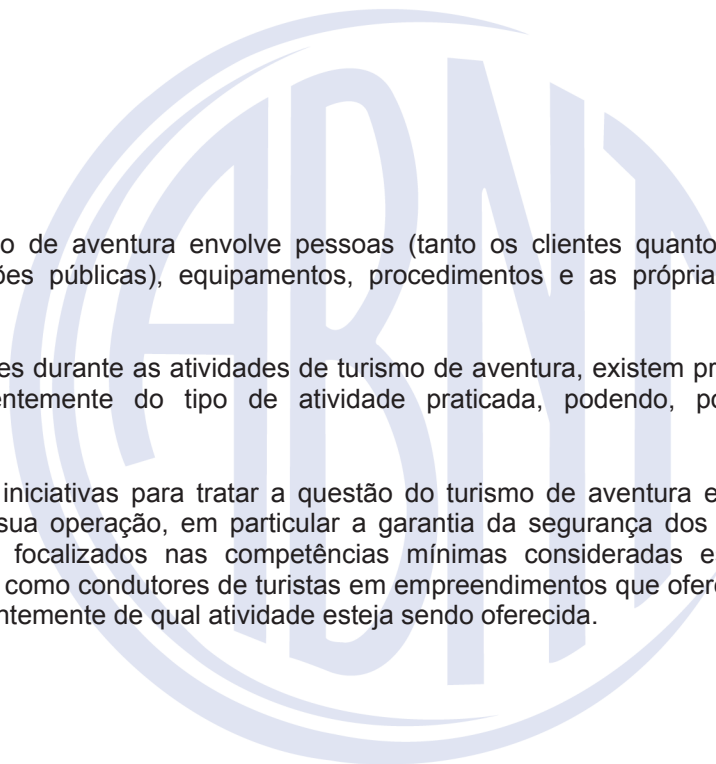 ABNT
o de aventura envolve pessoas (tanto os clientes quanto
ões públicas), equipamentos, procedimentos e as própria
es durante as atividades de turismo de aventura, existem pr
entemente do tipo de atividade praticada, podendo, po
iniciativas para tratar a questão do turismo de aventura e
sua operação, em particular a garantia da segurança dos
focalizados nas competências mínimas consideradas e
como condutores de turistas em empreendimentos que ofer
ntemente de qual atividade esteja sendo oferecida.